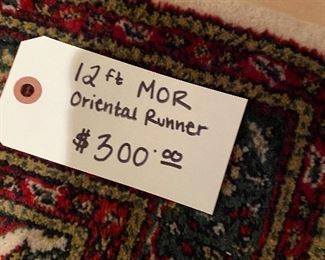 12 ft MOR
Oriental Runner
$300.00